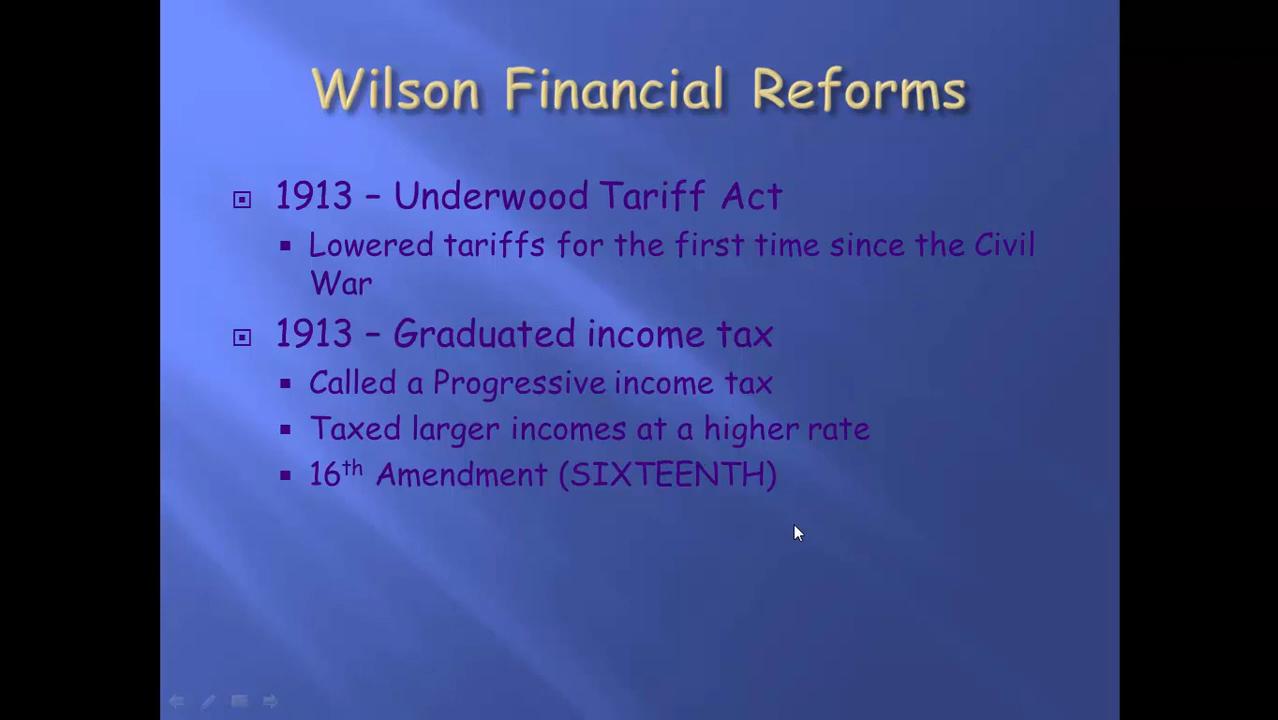 Wilson Financial Reforms
1913 – Underwood Tariff Act
Lowered tariffs for the first time since the Civil
War
1913 – Graduated income tax
Called a Progressive income tax
Taxed larger incomes at a higher rate
16th Amendment (SIXTEENTH)